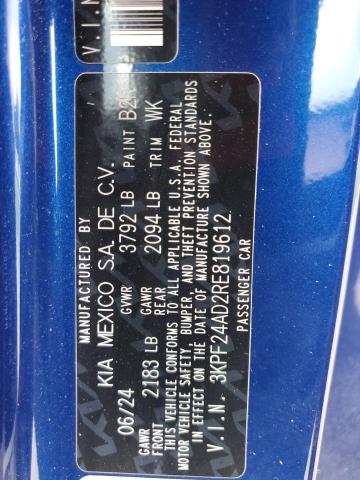 V.I.N
MANUFACTURED BY
KIA MEXICO S.A. DE C.V.
06/24 GVWR 3792 LB PAINT B2R
GAWR FRONT 2183 LB GAWR REAR 2094 LB TRIM WK
THIS VEHICLE CONFORMS TO ALL APPLICABLE U.S.A. FEDERAL
MOTOR VEHICLE SAFETY, BUMPER, AND THEFT PREVENTION STANDARDS
IN EFFECT ON THE DATE OF MANUFACTURE SHOWN ABOVE.
V.I.N. 3KPF24AD2RE819612
PASSENGER CAR